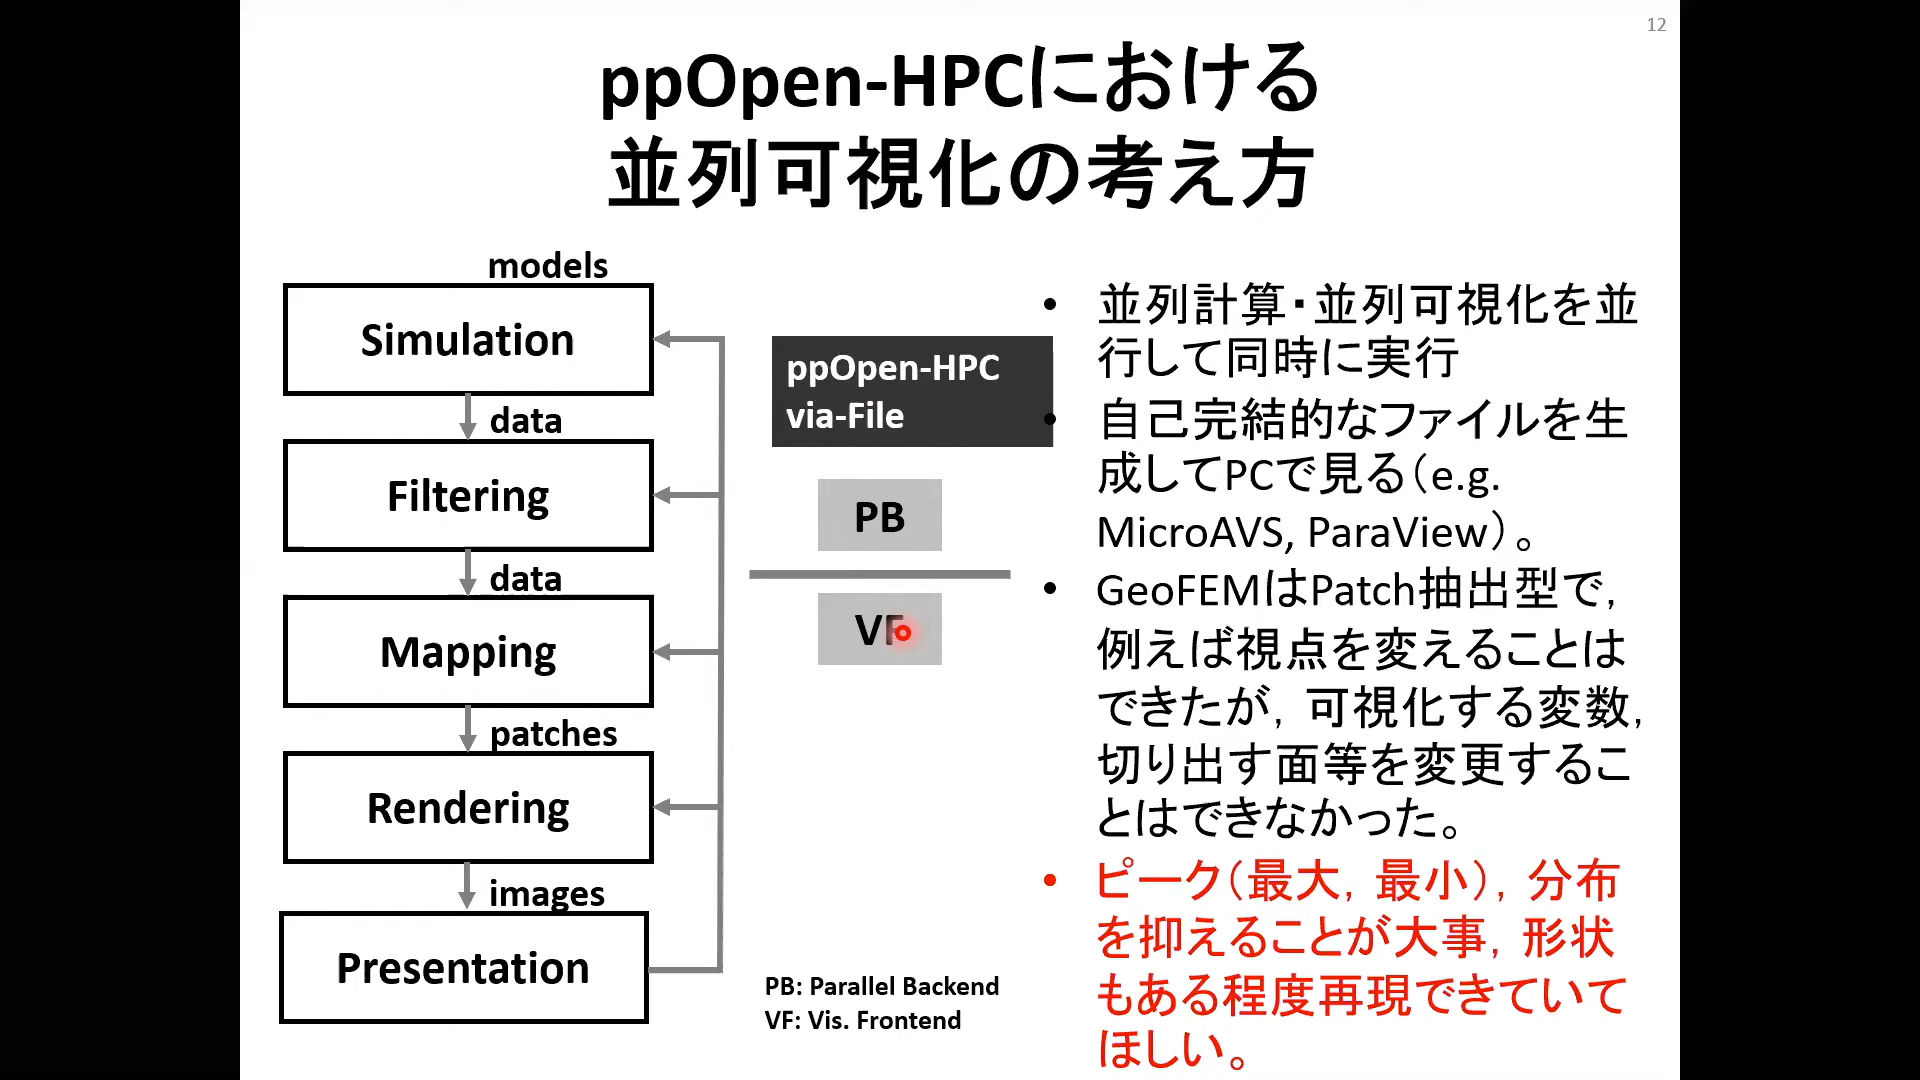 12
ppOpen-HPCにおける
並列可視化の考え方
models
Simulation
data
Filtering
data
Mapping
patches
Rendering
images
Presentation
ppOpen-HPC
via-File
PB
VF
PB: Parallel Backend
VF: Vis. Frontend
• 並列計算・並列可視化を並
行して同時に実行
• 自己完結的なファイルを生
成してPCで見る（e.g.
MicroAVS, ParaView）。
• GeoFEMはPatch抽出型で，
例えば視点を変えることは
できたが，可視化する変数，
切り出す面等を変更するこ
とはできなかった。
• ピーク（最大，最小），分布
を抑えることが大事，形状
もある程度再現できていて
ほしい。